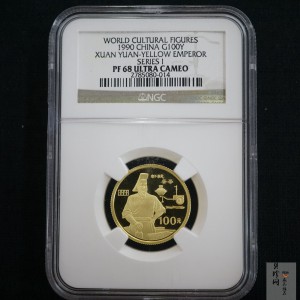 WORLD CULTURAL FIGURES
1990 CHINA G100Y
XUAN YUAN-YELLOW EMPEROR
SERIES I
PF 68 ULTRA CAMEO
2785080-014
NGC
100元